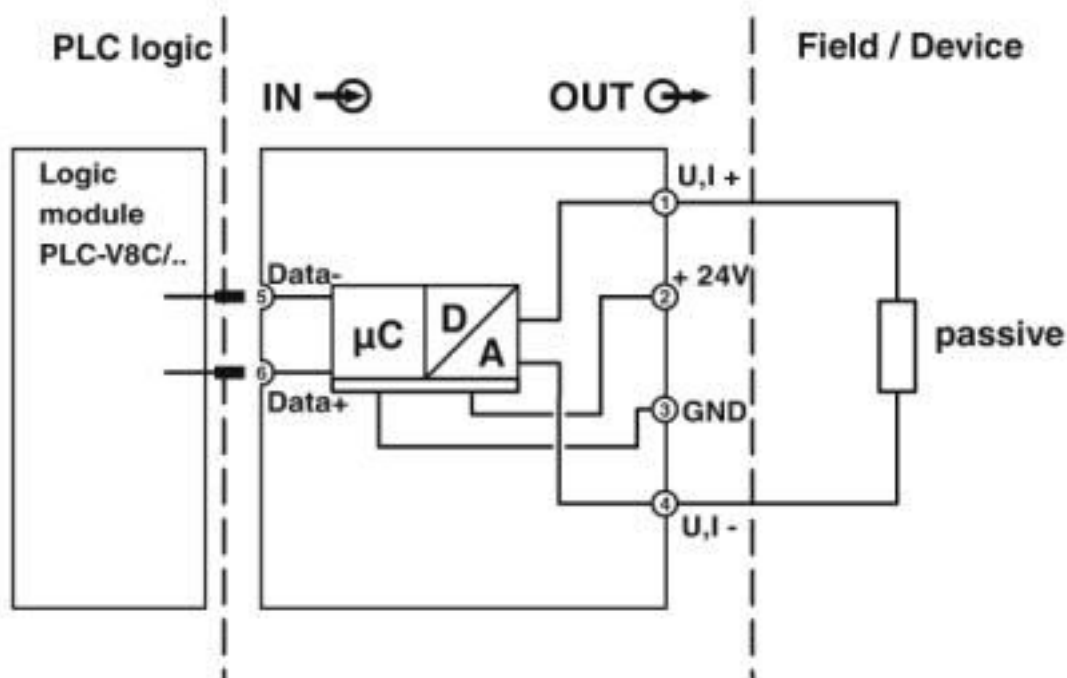 PLC logic
Field / Device
IN
OUT
Logic
module
PLC-V8C/..
U,I +
1
Data-
+ 24V
5
2
µC
D
A
passive
6
Data+
3
GND
4
U,I -